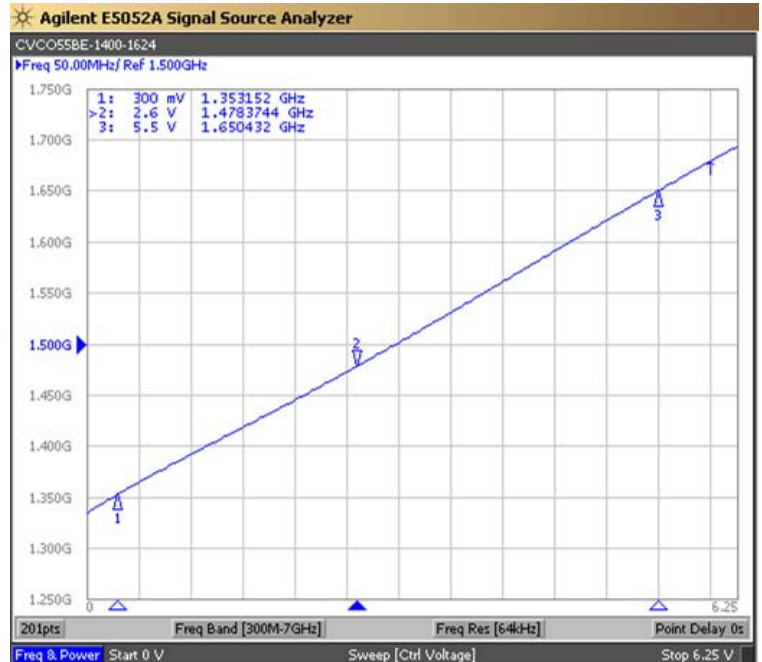 Agilent E5052A Signal Source Analyzer
CVCO55BE-1400-1624
Freq 50.00MHz/ Ref 1.500GHz
1.750G
1: 300 mV 1.353152 GHz
>2: 2.6 V 1.4783744 GHz
3: 5.5 V 1.650432 GHz
1.700G
1.650G
3
1.600G
1.550G
1.500G
2
1.450G
1.400G
1.350G
1
1.300G
1.250G
0 6.25
201pts Freq Band [300M-7GHz] Freq Res [64kHz] Point Delay 0s
Freq & Power Start 0 V Sweep [Ctrl Voltage] Stop 6.25 V